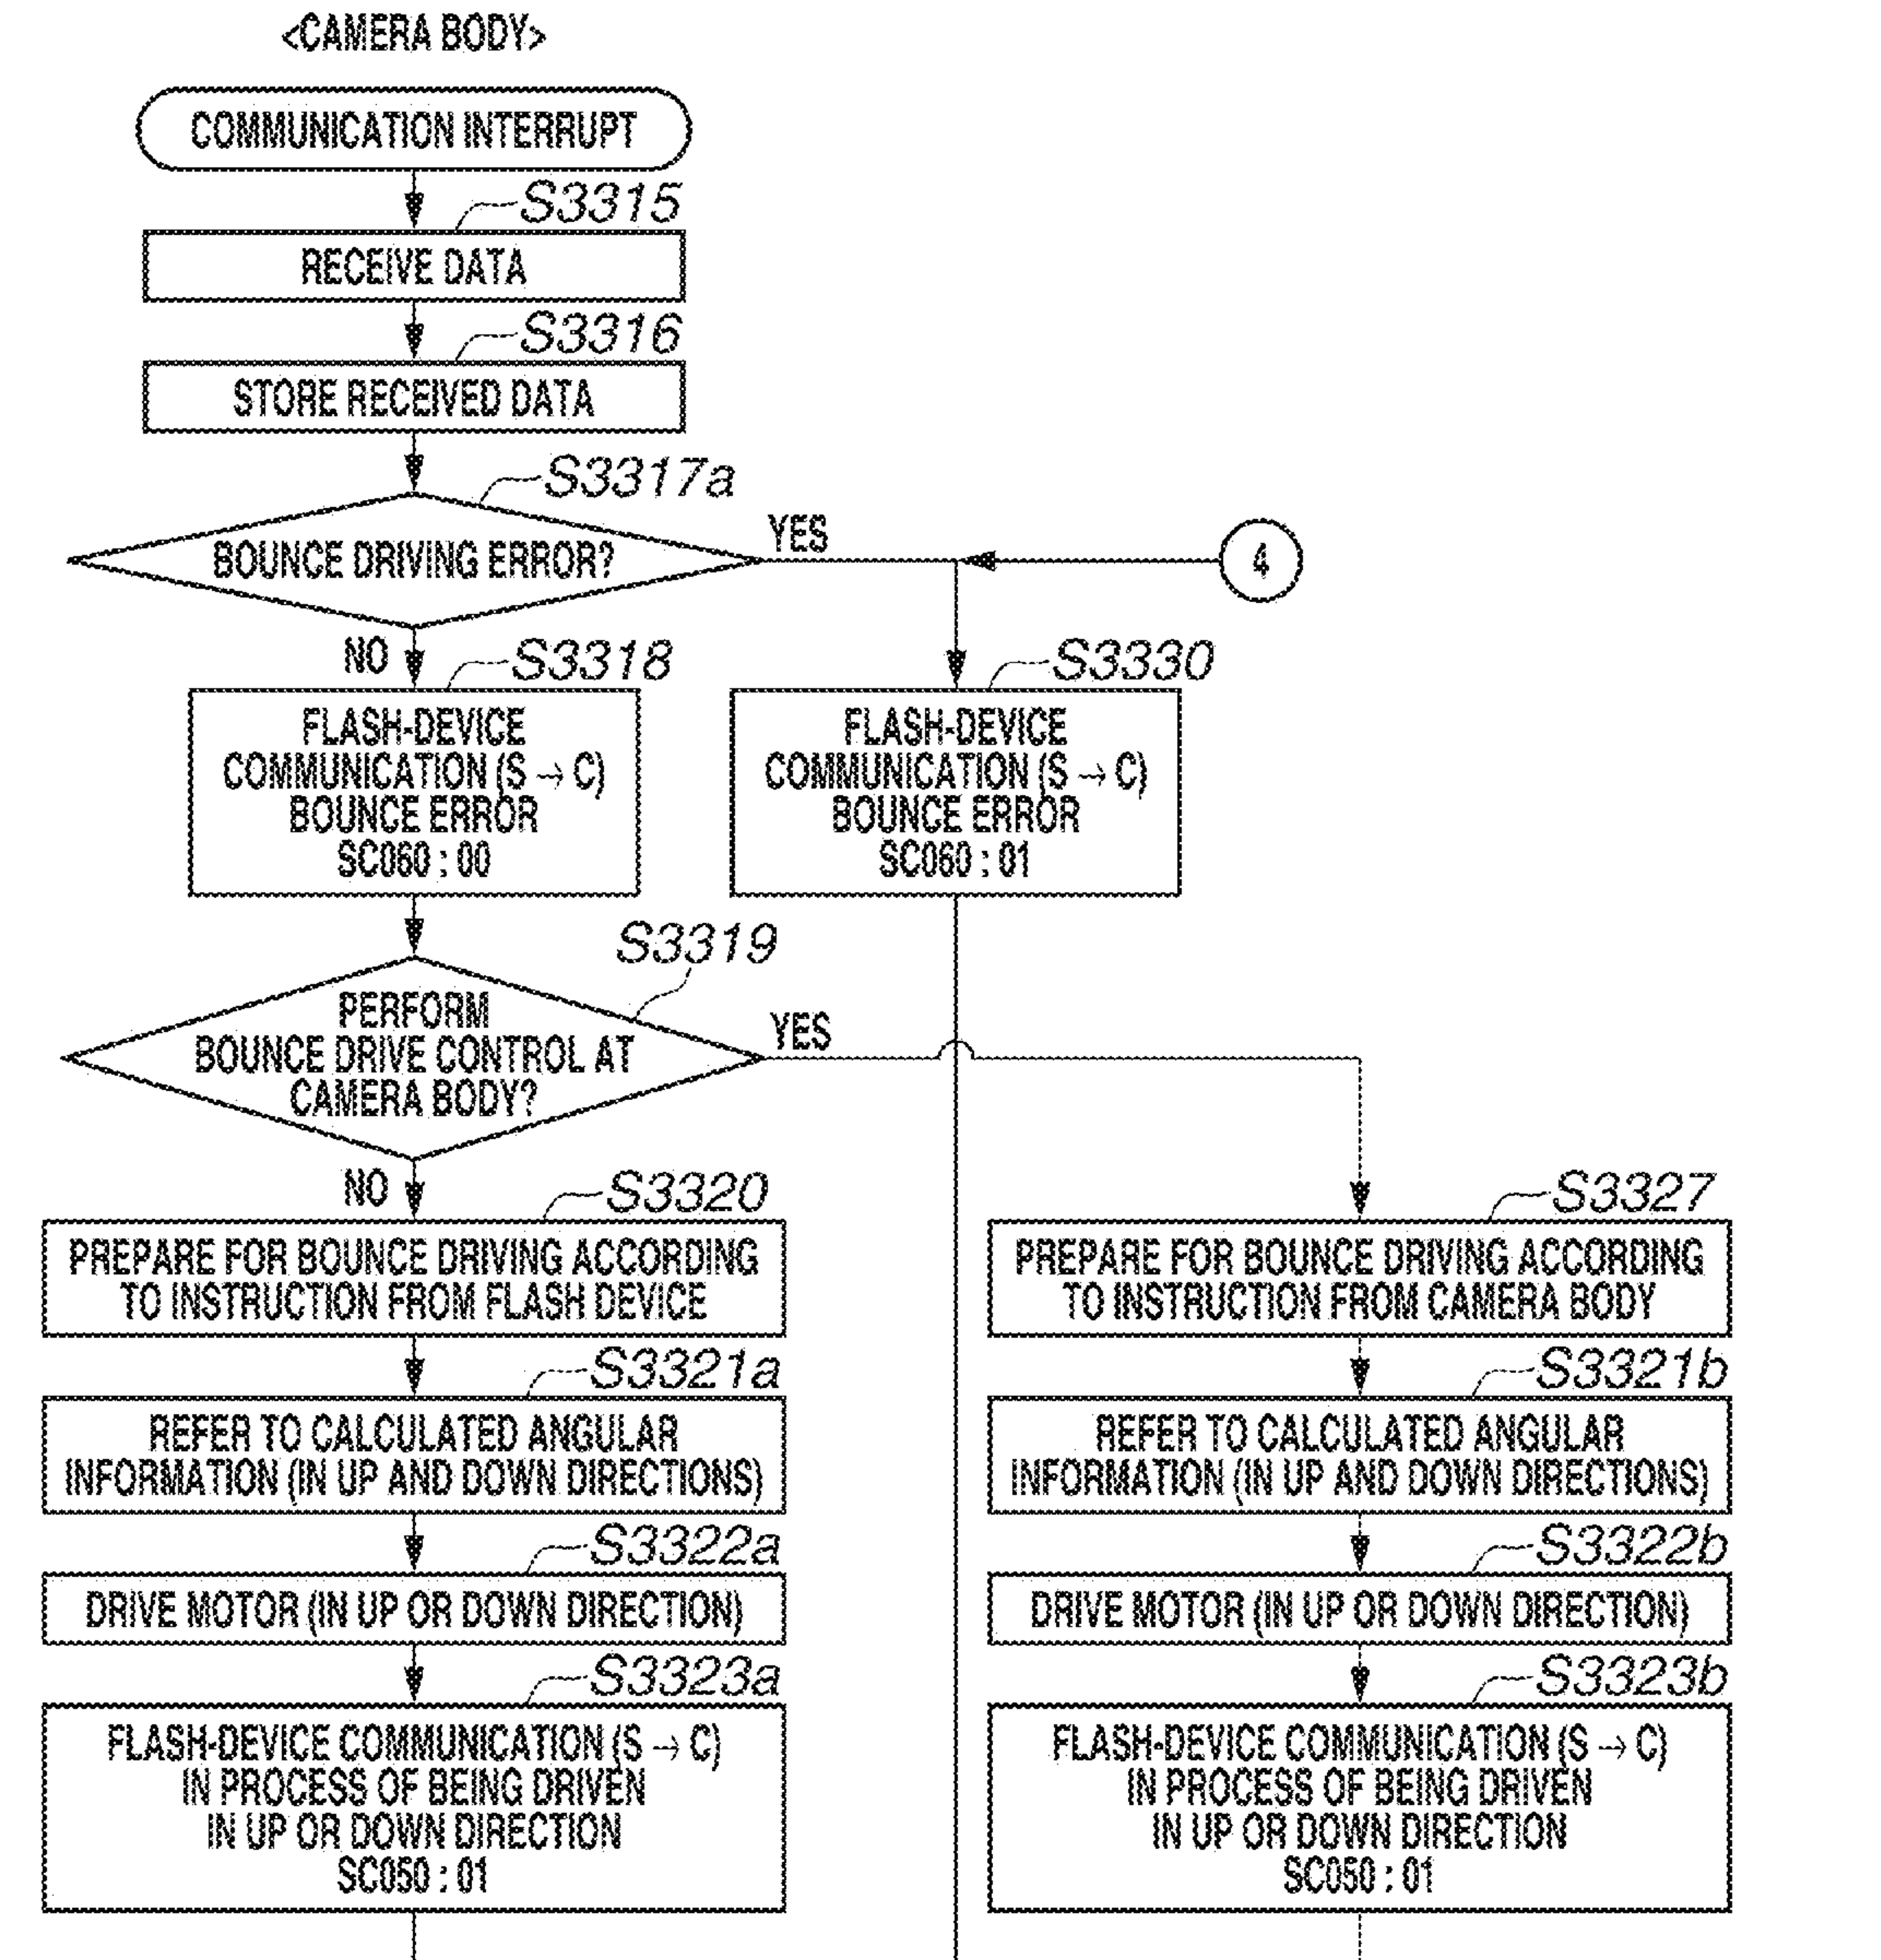 <CAMERA BODY>
COMMUNICATION INTERRUPT
S3315
RECEIVE DATA
S3316
STORE RECEIVED DATA
S3317a
BOUNCE DRIVING ERROR?
YES
4
NO
S3318
FLASH-DEVICE
COMMUNICATION (S → C)
BOUNCE ERROR
SC060 : 00
S3330
FLASH-DEVICE
COMMUNICATION (S → C)
BOUNCE ERROR
SC060 : 01
S3319
PERFORM
BOUNCE DRIVE CONTROL AT
CAMERA BODY?
YES
NO
S3320
PREPARE FOR BOUNCE DRIVING ACCORDING
TO INSTRUCTION FROM FLASH DEVICE
S3321a
REFER TO CALCULATED ANGULAR
INFORMATION (IN UP AND DOWN DIRECTIONS)
S3322a
DRIVE MOTOR (IN UP OR DOWN DIRECTION)
S3323a
FLASH-DEVICE COMMUNICATION (S → C)
IN PROCESS OF BEING DRIVEN
IN UP OR DOWN DIRECTION
SC050 : 01
S3327
PREPARE FOR BOUNCE DRIVING ACCORDING
TO INSTRUCTION FROM CAMERA BODY
S3321b
REFER TO CALCULATED ANGULAR
INFORMATION (IN UP AND DOWN DIRECTIONS)
S3322b
DRIVE MOTOR (IN UP OR DOWN DIRECTION)
S3323b
FLASH-DEVICE COMMUNICATION (S → C)
IN PROCESS OF BEING DRIVEN
IN UP OR DOWN DIRECTION
SC050 : 01